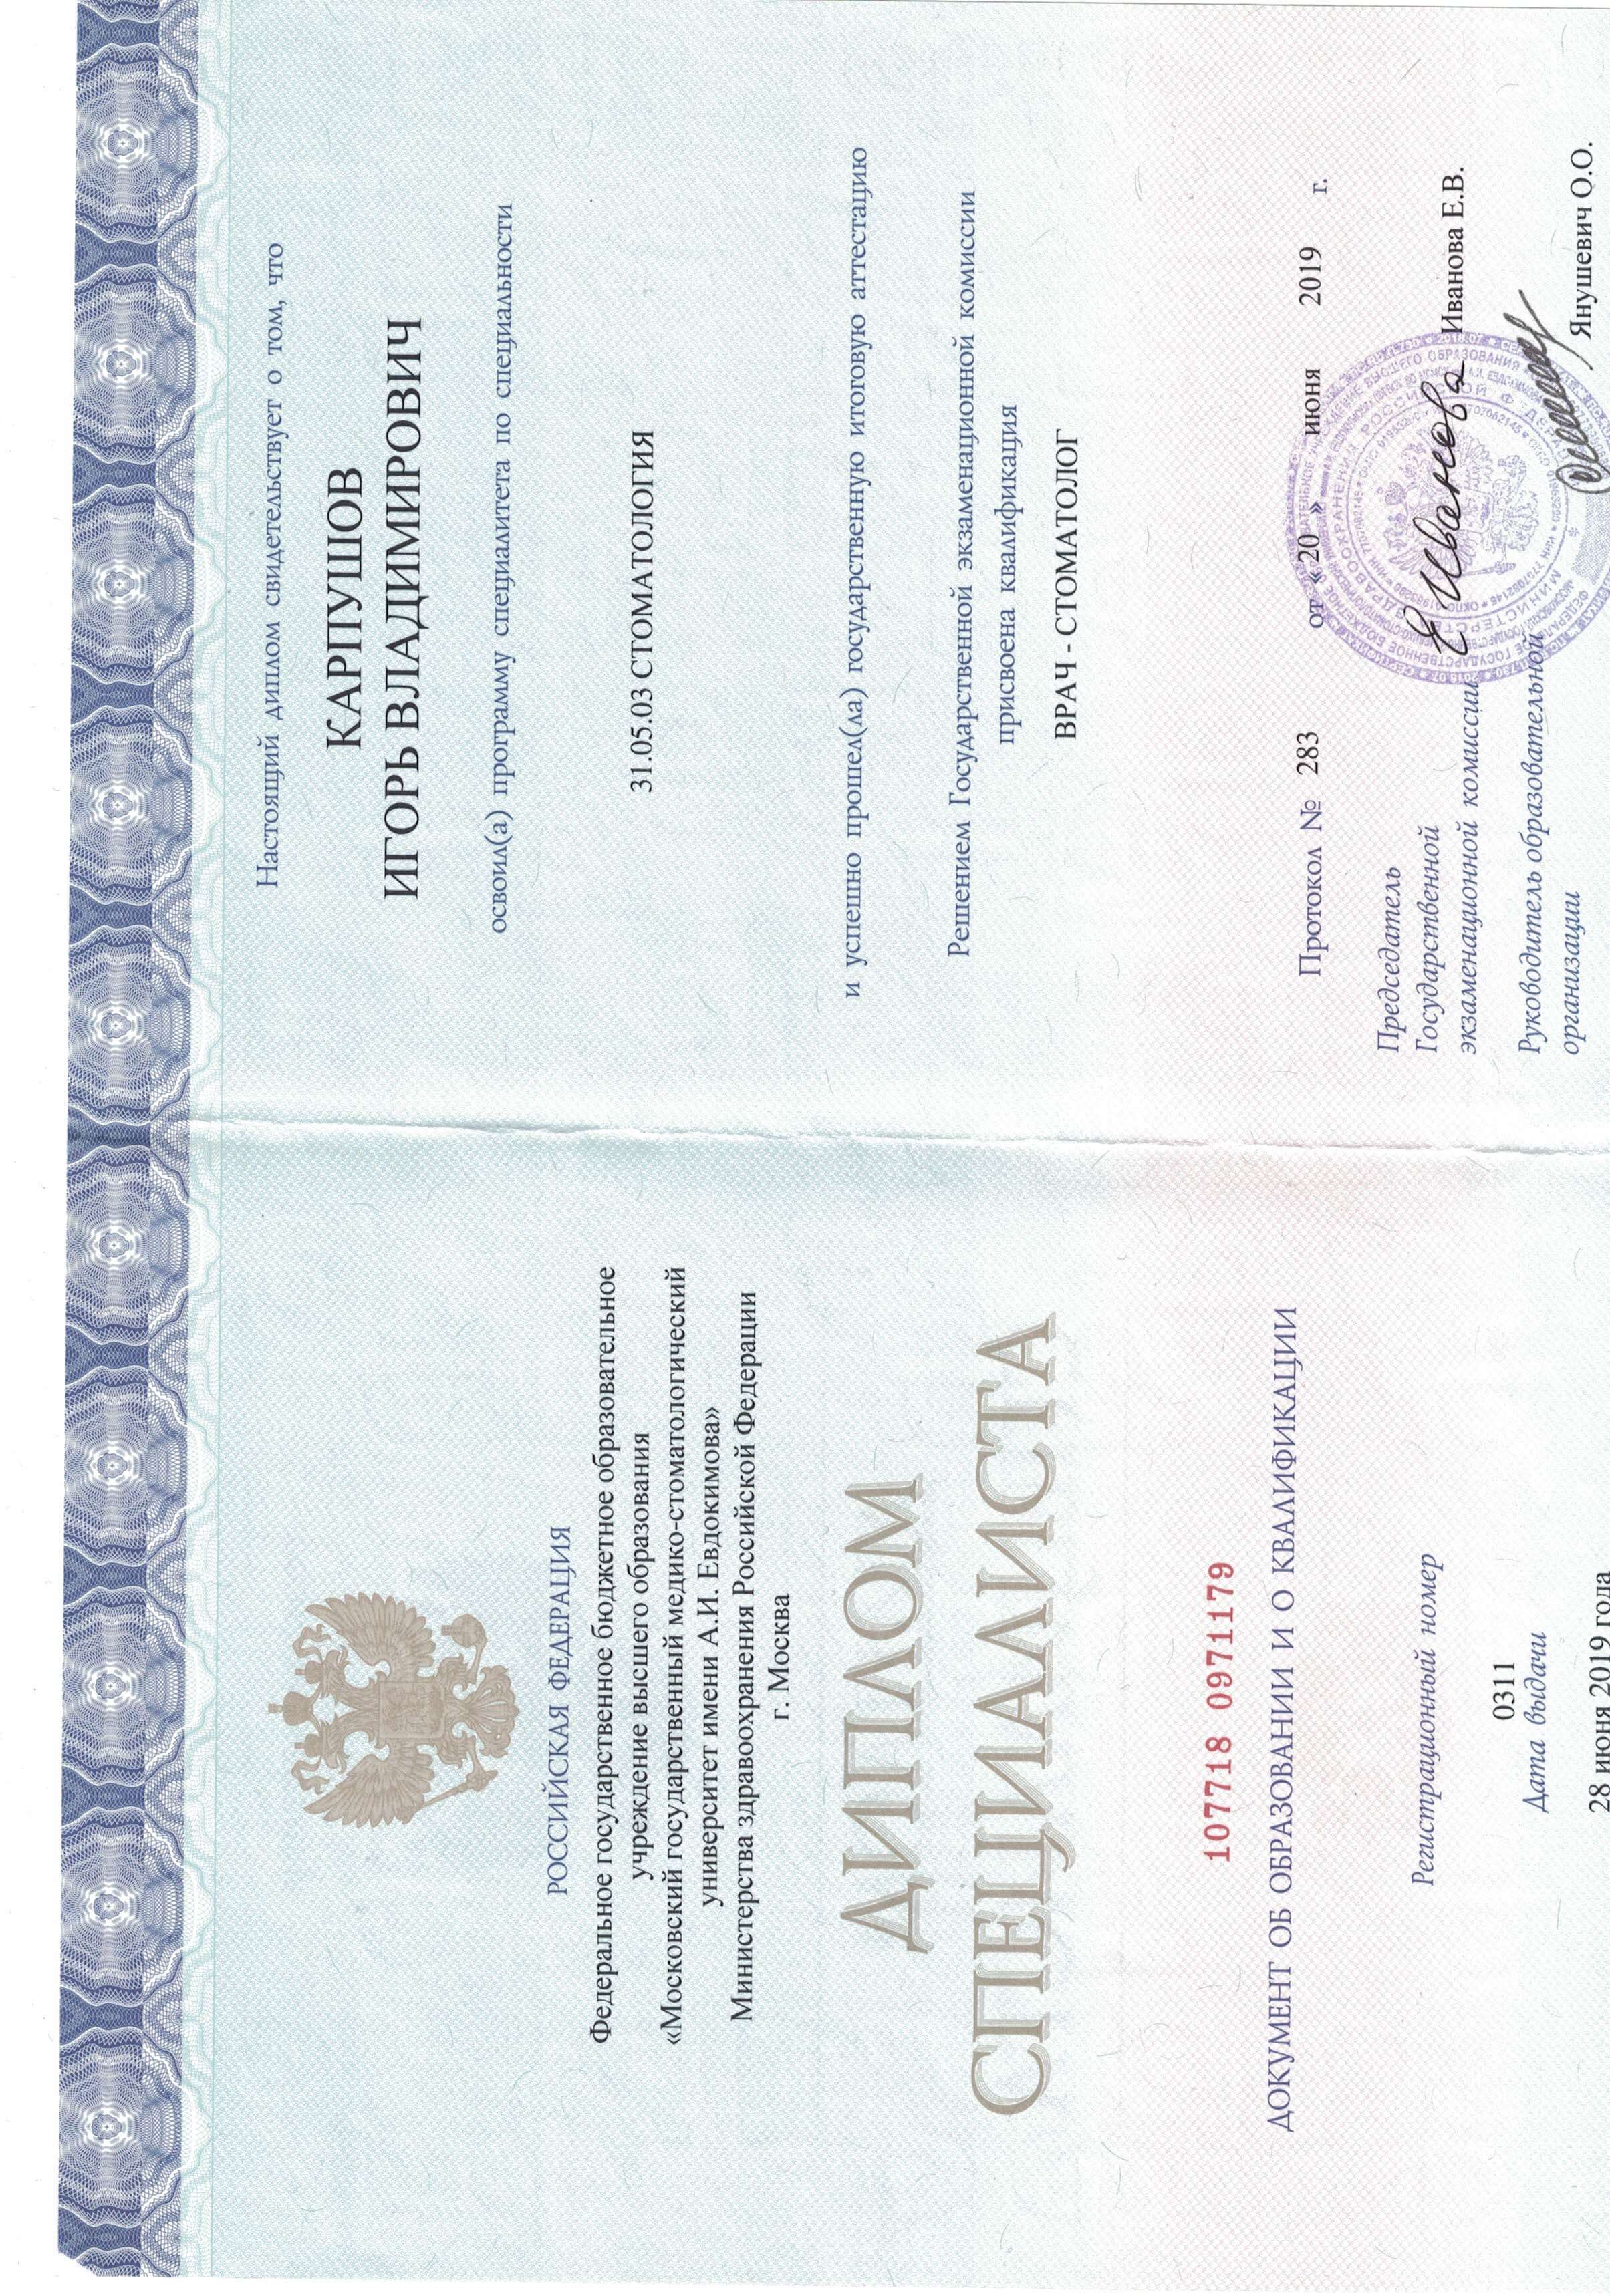 РОССИЙСКАЯ ФЕДЕРАЦИЯ
Федеральное государственное бюджетное образовательное
учреждение высшего образования
«Московский государственный медико-стоматологический
университет имени А.И. Евдокимова»
Министерства здравоохранения Российской Федерации
г. Москва
ДИПЛОМ
СПЕЦИАЛИСТА
107718 0971179
ДОКУМЕНТ ОБ ОБРАЗОВАНИИ И О КВАЛИФИКАЦИИ
Регистрационный номер
0311
Дата выдачи
28 июня 2019 года
Настоящий диплом свидетельствует о том, что
КАРПУШОВ
ИГОРЬ ВЛАДИМИРОВИЧ
освоил(а) программу специалитета по специальности
31.05.03 СТОМАТОЛОГИЯ
и успешно прошел(ла) государственную итоговую аттестацию
Решением Государственной экзаменационной комиссии
присвоена квалификация
ВРАЧ - СТОМАТОЛОГ
Протокол № 283 от « 20 » июня 2019 г.
Председатель
Государственной
экзаменационной комиссии Е Иванова Иванова Е.В.
Руководитель образовательной
организации Янушевич О.О.